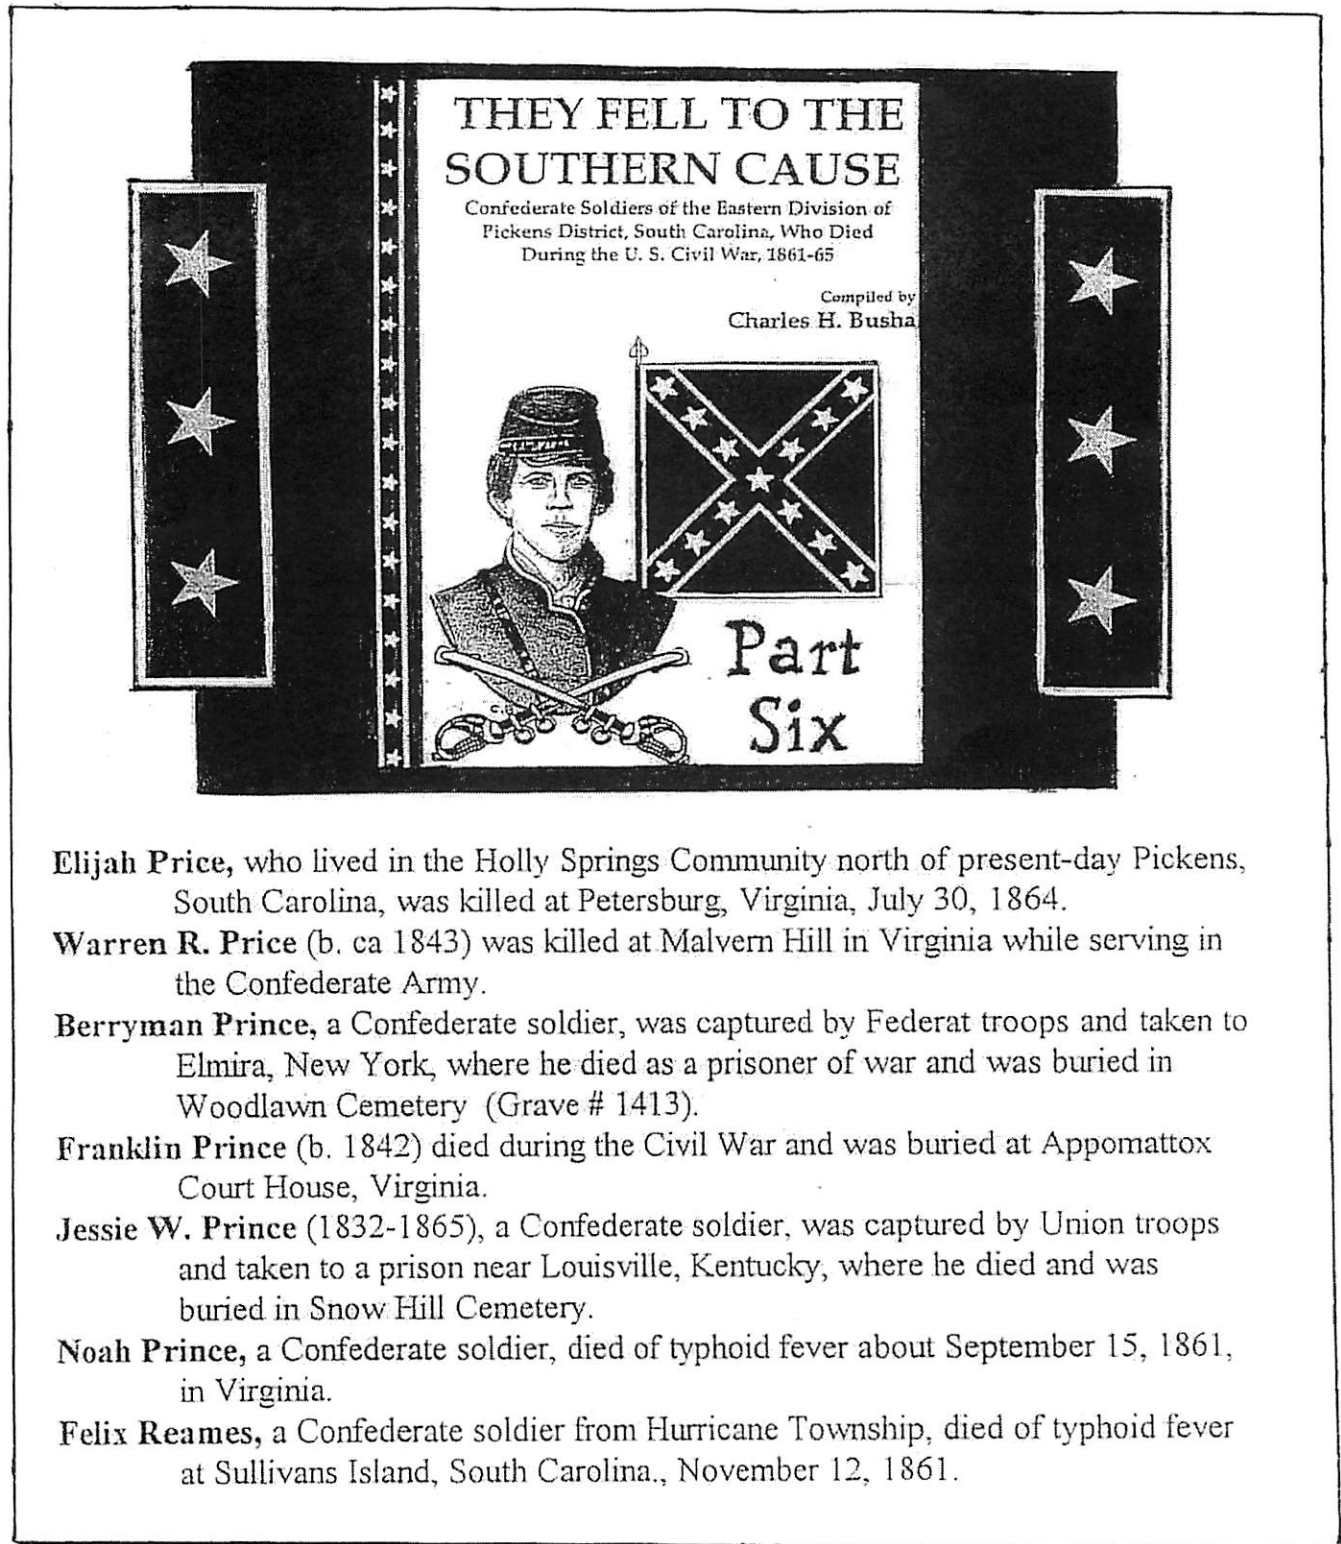 THEY FELL TO THE
SOUTHERN CAUSE
Confederate Soldiers of the Eastern Division of
Pickens District, South Carolina, Who Died
During the U. S. Civil War, 1861-65
Compiled by
Charles H. Busha
Part
Six
Elijah Price, who lived in the Holly Springs Community north of present-day Pickens,
South Carolina, was killed at Petersburg, Virginia, July 30, 1864.
Warren R. Price (b. ca 1843) was killed at Malvern Hill in Virginia while serving in
the Confederate Army.
Berryman Prince, a Confederate soldier, was captured by Federat troops and taken to
Elmira, New York, where he died as a prisoner of war and was buried in
Woodlawn Cemetery (Grave # 1413).
Franklin Prince (b. 1842) died during the Civil War and was buried at Appomattox
Court House, Virginia.
Jessie W. Prince (1832-1865), a Confederate soldier, was captured by Union troops
and taken to a prison near Louisville, Kentucky, where he died and was
buried in Snow Hill Cemetery.
Noah Prince, a Confederate soldier, died of typhoid fever about September 15, 1861,
in Virginia.
Felix Reames, a Confederate soldier from Hurricane Township, died of typhoid fever
at Sullivans Island, South Carolina., November 12, 1861.